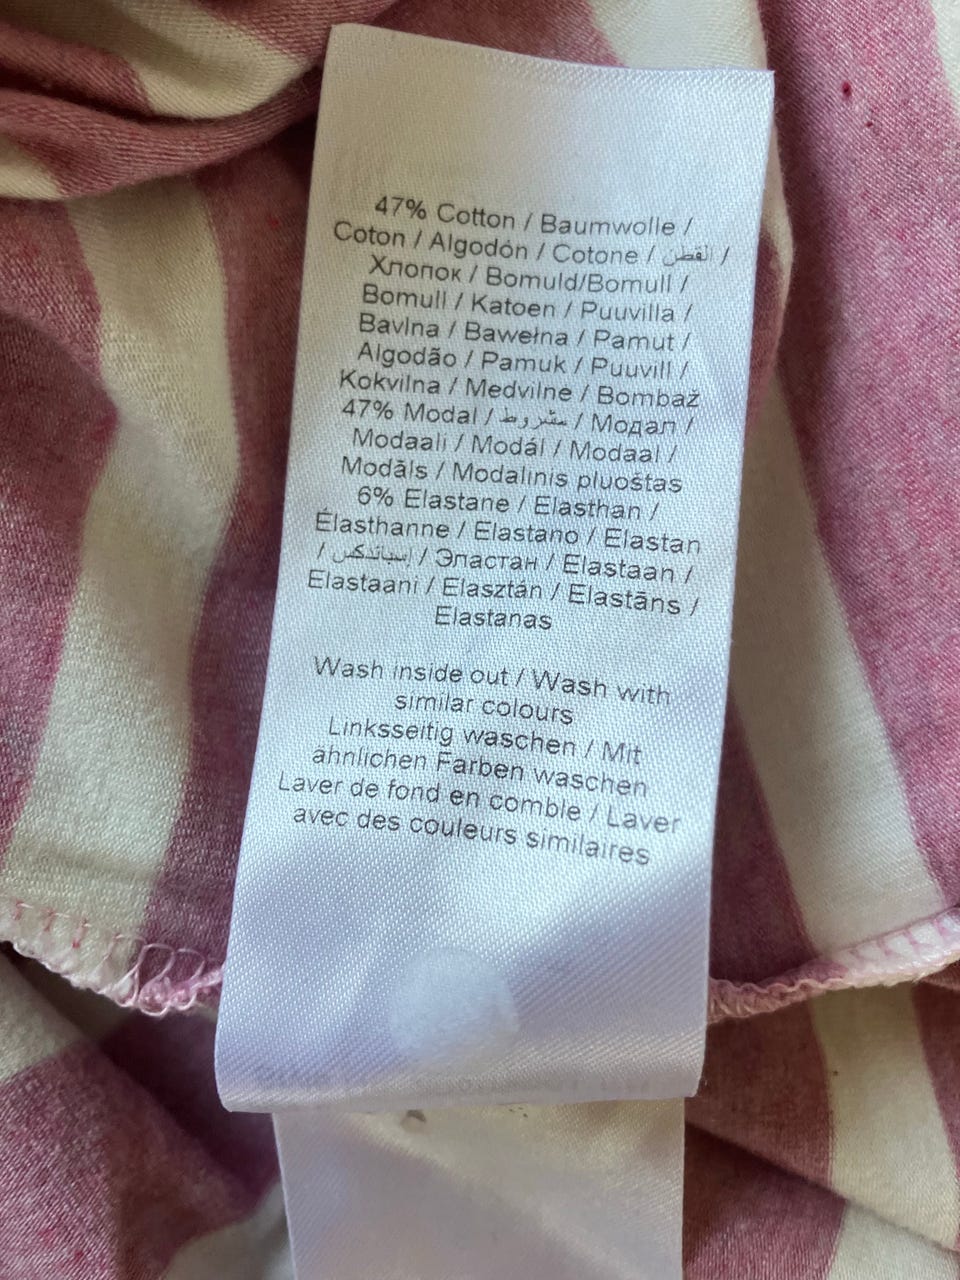 47% Cotton / Baumwolle /
Coton / Algodón / Cotone / القطن /
Хлопок / Bomuld/Bomull /
Bomull / Katoen / Puuvilla /
Bavlna / Bawełna / Pamut /
Algodão / Pamuk / Puuvill /
Kokvilna / Medvilne / Bombaž
47% Modal / مشروط / Модал /
Modaali / Modál / Modaal /
Modāls / Modalinis pluoštas
6% Elastane / Elasthan /
Élasthanne / Elastano / Elastan
/ إسباندكس / Эластан / Elastaan /
Elastaani / Elasztán / Elastāns /
Elastanas
Wash inside out / Wash with
similar colours
Linksseitig waschen / Mit
ähnlichen Farben waschen
Laver de fond en comble / Laver
avec des couleurs similaires